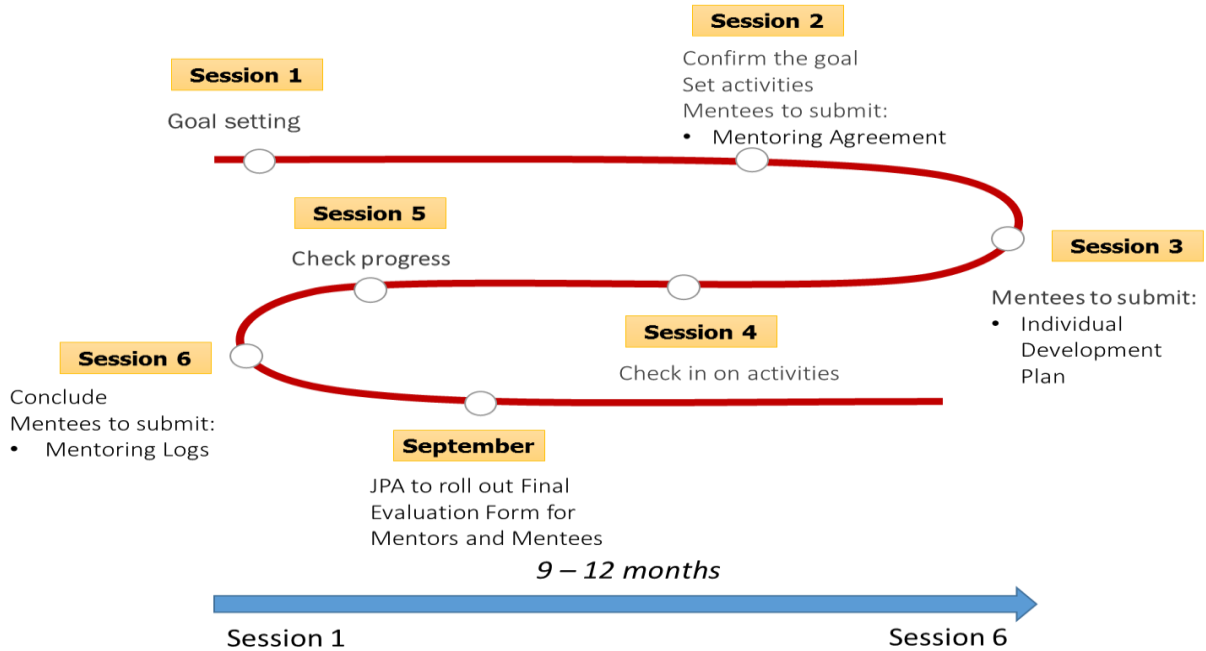 Session 1
Goal setting
Session 2
Confirm the goal
Set activities
Mentees to submit:
• Mentoring Agreement
Session 3
Mentees to submit:
• Individual
Development
Plan
Session 4
Check in on activities
Session 5
Check progress
Session 6
Conclude
Mentees to submit:
• Mentoring Logs
September
JPA to roll out Final
Evaluation Form for
Mentors and Mentees
9 – 12 months
Session 1
Session 6